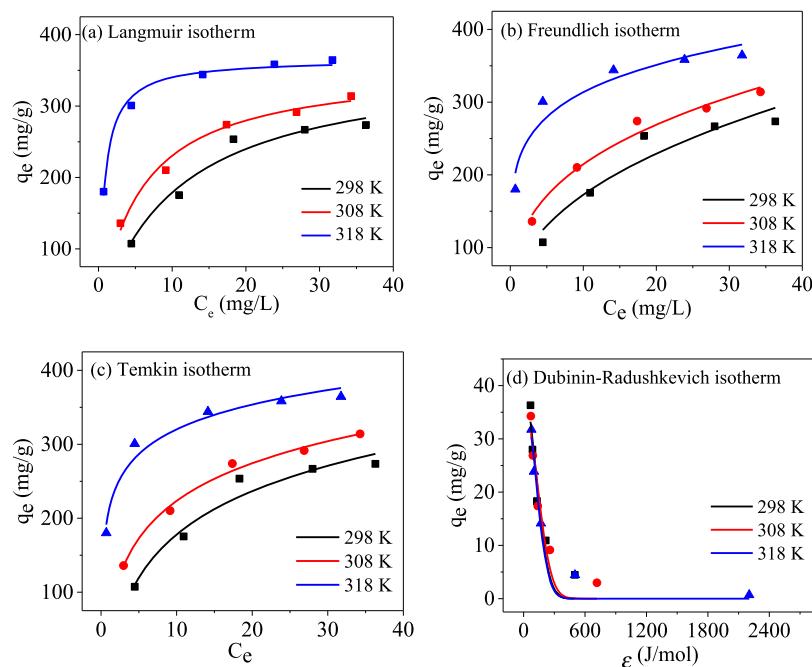 (a) Langmuir isotherm
400
300
200
100
qe (mg/g)
298 K
308 K
318 K
0 10 20 30 40
Ce (mg/L)
(b) Freundlich isotherm
400
300
200
100
0
qe (mg/g)
298 K
308 K
318 K
0 10 20 30 40
Ce (mg/L)
(c) Temkin isotherm
400
300
200
100
qe (mg/g)
298 K
308 K
318 K
0 10 20 30 40
Ce
(d) Dubinin-Radushkevich isotherm
40
30
20
10
0
qe (mg/g)
298 K
308 K
318 K
0 600 1200 1800 2400
ε (J/mol)